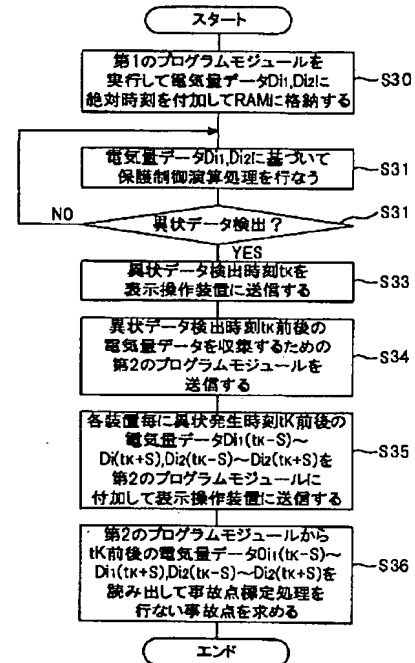 スタート
第1のプログラムモジュールを
実行して電気量データDi1,Di2に
絶対時刻を付加してRAMに格納する
S30
電気量データDi1,Di2に基づいて
保護制御演算処理を行なう
S31
異状データ検出?
S31
NO
YES
異状データ検出時刻tKを
表示操作装置に送信する
S33
異状データ検出時刻tK前後の
電気量データを収集するための
第2のプログラムモジュールを
送信する
S34
各装置毎に異状発生時刻tK前後の
電気量データDi1(tK-S)~
Di(tK+S),Di2(tK-S)~Di2(tK+S)を
第2のプログラムモジュールに
付加して表示操作装置に送信する
S35
第2のプログラムモジュールから
tK前後の電気量データDi1(tK-S)~
Di1(tK+S),Di2(tK-S)~Di2(tK+S)を
読み出して事故点標定処理を
行ない事故点を求める
S36
エンド